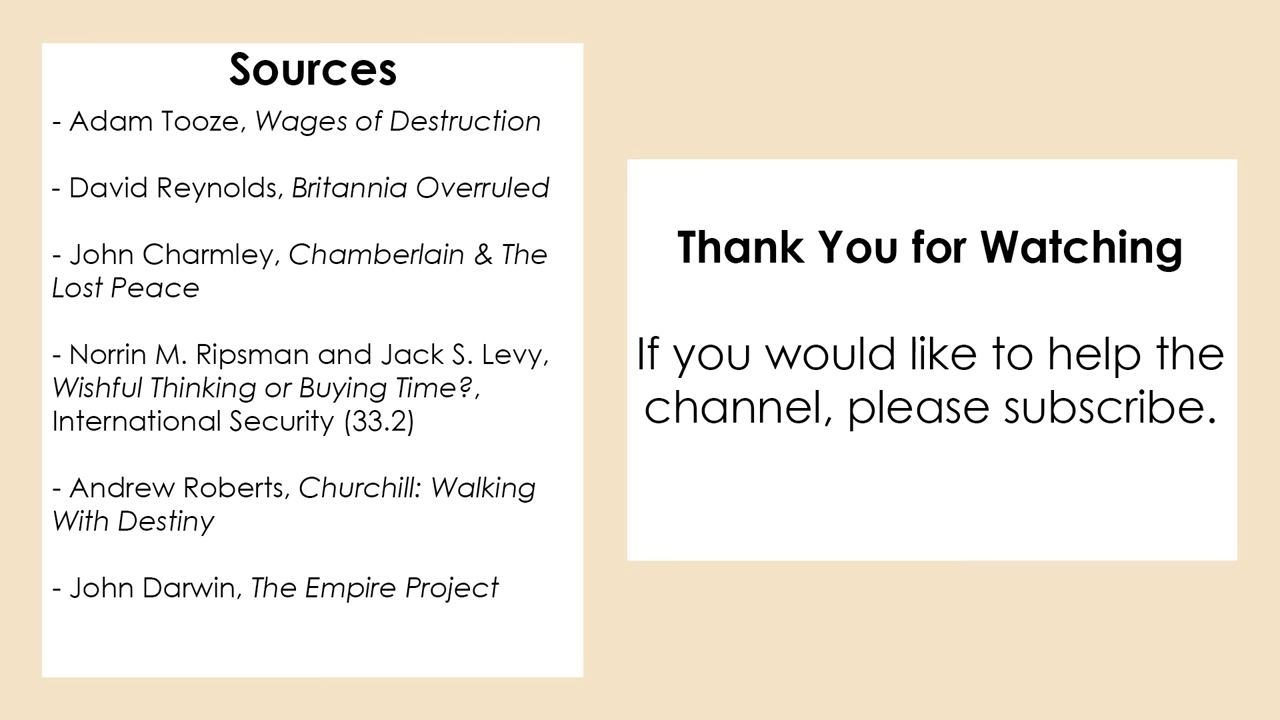 Sources
- Adam Tooze, Wages of Destruction
- David Reynolds, Britannia Overruled
- John Charmley, Chamberlain & The
Lost Peace
- Norrin M. Ripsman and Jack S. Levy,
Wishful Thinking or Buying Time?,
International Security (33.2)
- Andrew Roberts, Churchill: Walking
With Destiny
- John Darwin, The Empire Project
Thank You for Watching
If you would like to help the
channel, please subscribe.